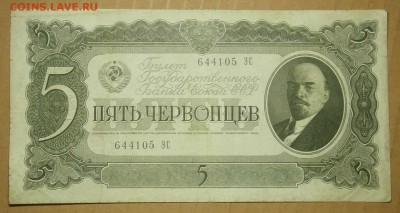 COINS.LAVE.RU
644105 ЗС
Билет
Государственного
Банка Союза ССР
5
ПЯТЬ ЧЕРВОНЦЕВ
644105 ЗС
5